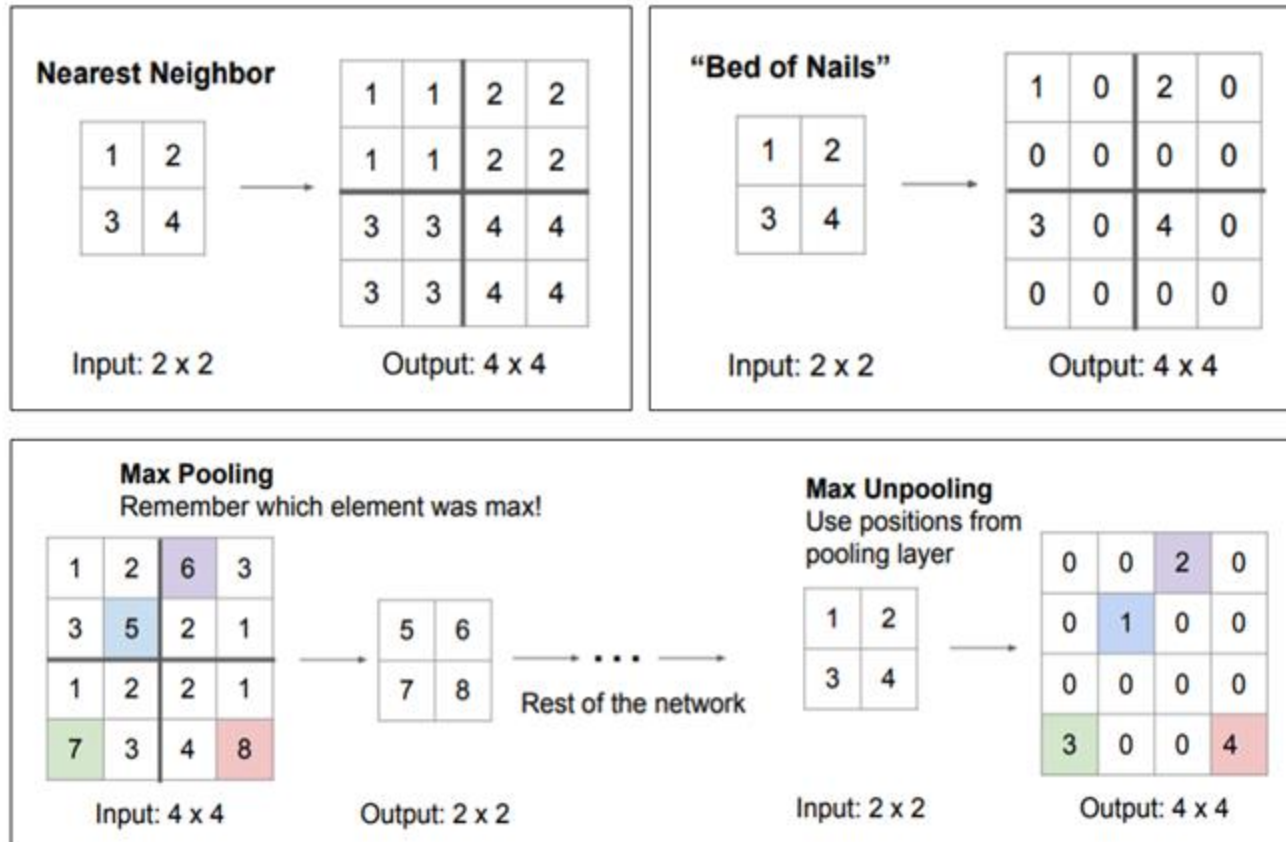 Nearest Neighbor
1 2
3 4
1 1 2 2
1 1 2 2
3 3 4 4
3 3 4 4
Input: 2 x 2
Output: 4 x 4
“Bed of Nails”
1 2
3 4
1 0 2 0
0 0 0 0
3 0 4 0
0 0 0 0
Input: 2 x 2
Output: 4 x 4
Max Pooling
Remember which element was max!
1 2 6 3
3 5 2 1
1 2 2 1
7 3 4 8
Input: 4 x 4
5 6
7 8
Output: 2 x 2
• • •
Rest of the network
Max Unpooling
Use positions from
pooling layer
1 2
3 4
Input: 2 x 2
0 0 2 0
0 1 0 0
0 0 0 0
3 0 0 4
Output: 4 x 4